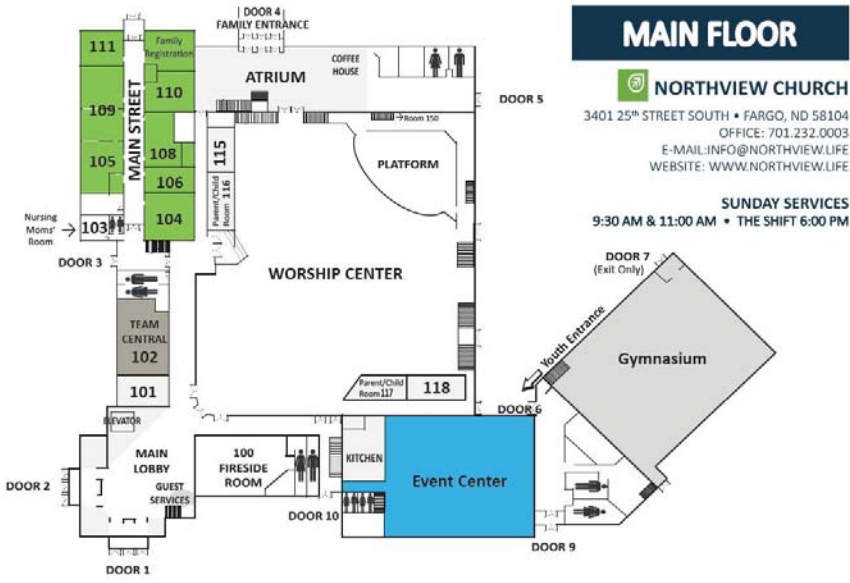 MAIN FLOOR
NORTHVIEW CHURCH
3401 25th STREET SOUTH • FARGO, ND 58104
OFFICE: 701.232.0003
E-MAIL:INFO@NORTHVIEW.LIFE
WEBSITE: WWW.NORTHVIEW.LIFE
SUNDAY SERVICES
9:30 AM & 11:00 AM • THE SHIFT 6:00 PM
DOOR 4
FAMILY ENTRANCE
111
Family
Registration
COFFEE
HOUSE
ATRIUM
110
109
MAIN STREET
DOOR 5
Room 150
108
115
105
PLATFORM
106
Parent/Child
Room 116
104
Nursing
Moms'
Room
103
DOOR 3
WORSHIP CENTER
DOOR 7
(Exit Only)
TEAM
CENTRAL
102
Youth Entrance
Gymnasium
101
Parent/Child
Room 117
118
DOOR 6
ELEVATOR
MAIN
LOBBY
100
FIRESIDE
ROOM
KITCHEN
Event Center
DOOR 2
GUEST
SERVICES
DOOR 10
DOOR 9
DOOR 1